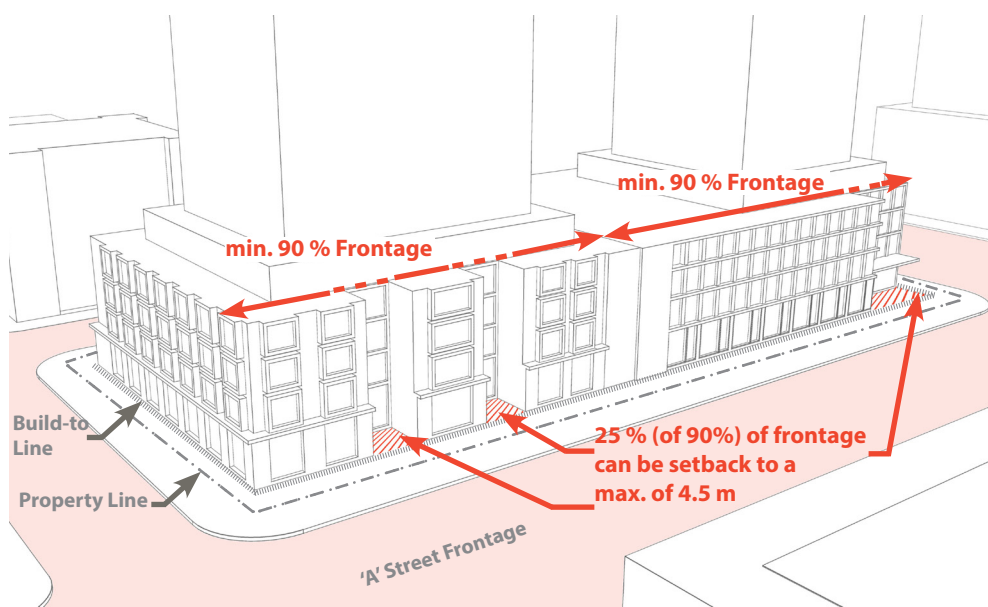 min. 90 % Frontage
min. 90 % Frontage
Build-to
Line
Property Line
25 % (of 90%) of frontage
can be setback to a
max. of 4.5 m
'A' Street Frontage